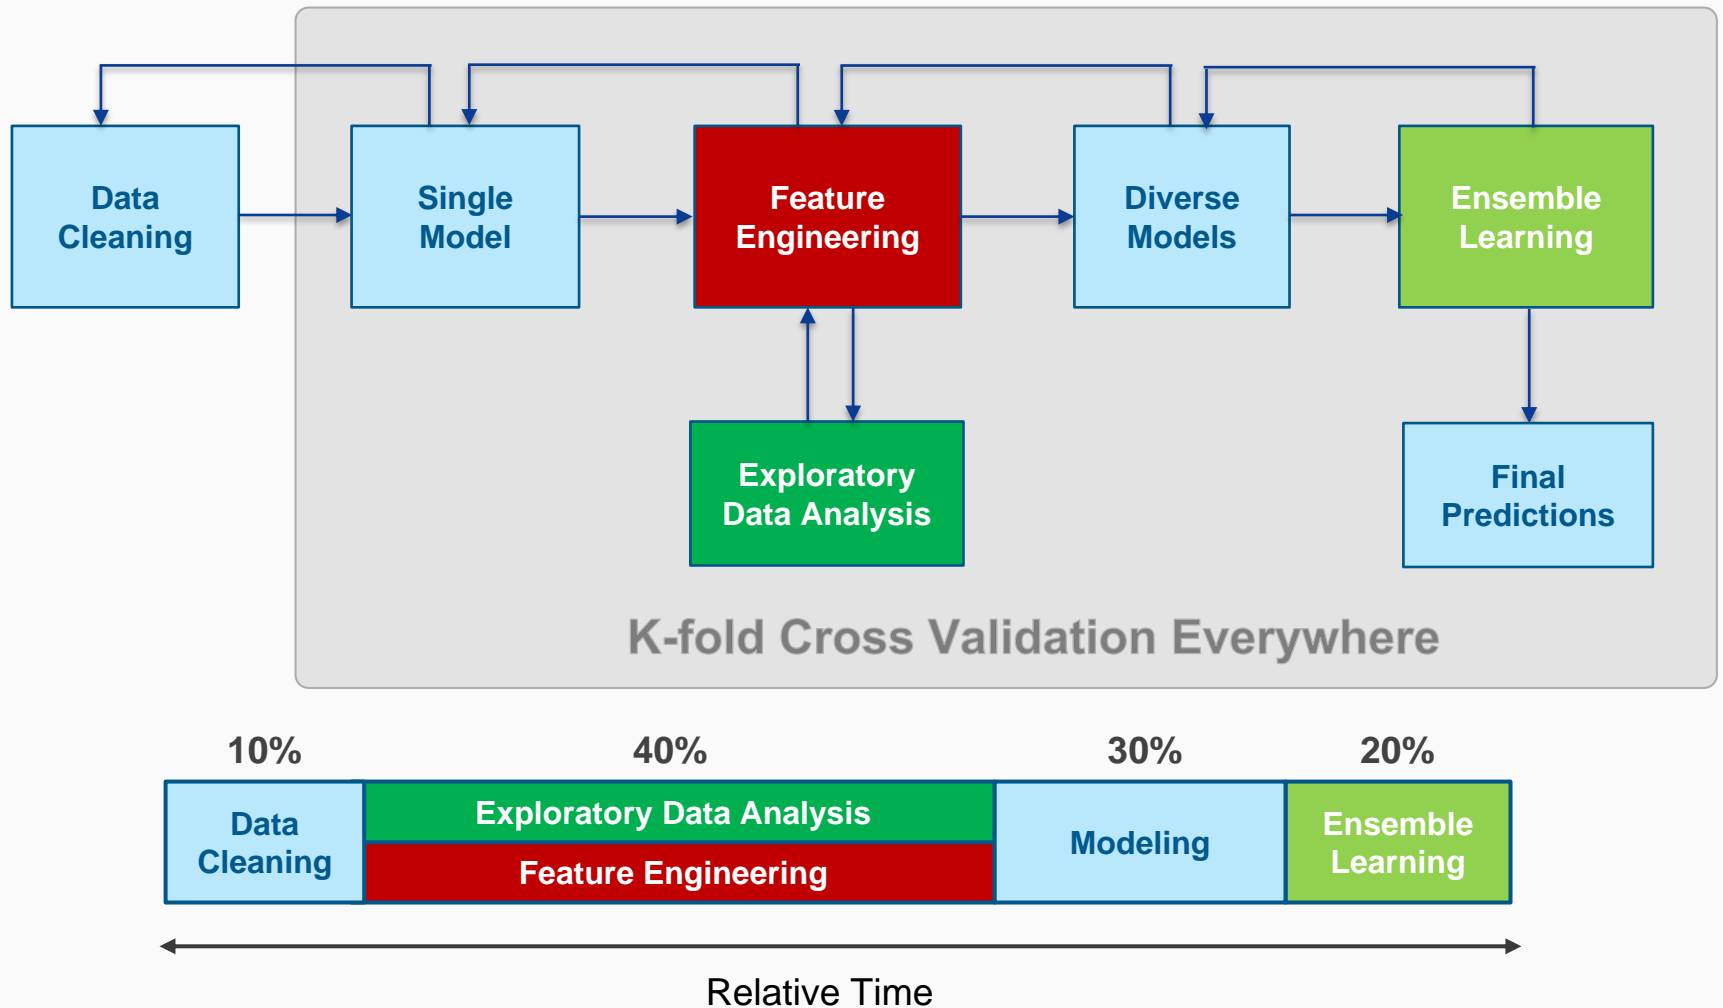 Data
Cleaning
Single
Model
Feature
Engineering
Diverse
Models
Ensemble
Learning
Exploratory
Data Analysis
Final
Predictions
K-fold Cross Validation Everywhere
10%
40%
30%
20%
Data
Cleaning
Exploratory Data Analysis
Feature Engineering
Modeling
Ensemble
Learning
Relative Time